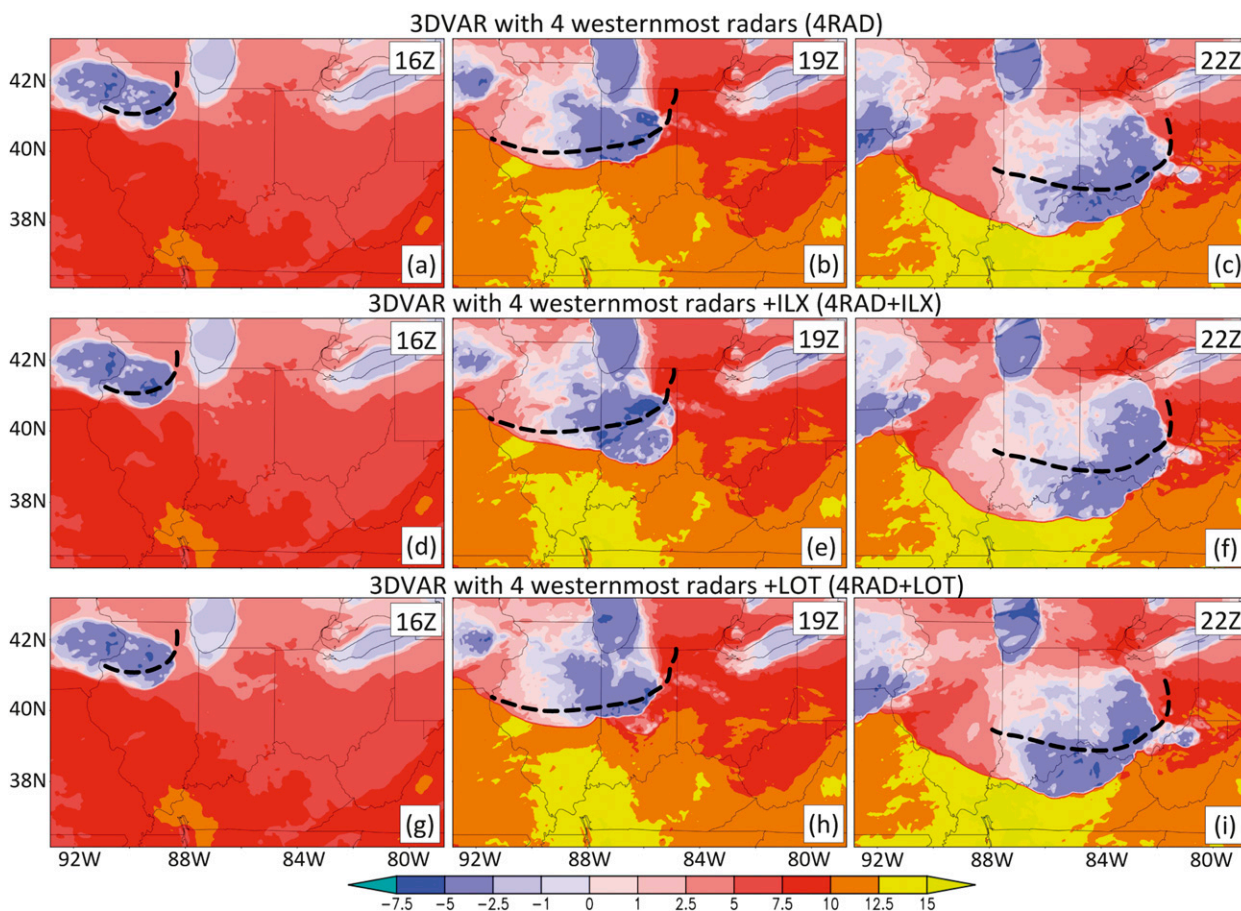 3DVAR with 4 westernmost radars (4RAD)
16Z 19Z 22Z
42N
40N
38N
(a) (b) (c)
3DVAR with 4 westernmost radars +ILX (4RAD+ILX)
16Z 19Z 22Z
42N
40N
38N
(d) (e) (f)
3DVAR with 4 westernmost radars +LOT (4RAD+LOT)
16Z 19Z 22Z
42N
40N
38N
(g) (h) (i)
92W 88W 84W 80W 92W 88W 84W 80W 92W 88W 84W 80W
−7.5 −5 −2.5 −1 0 1 2.5 5 7.5 10 12.5 15